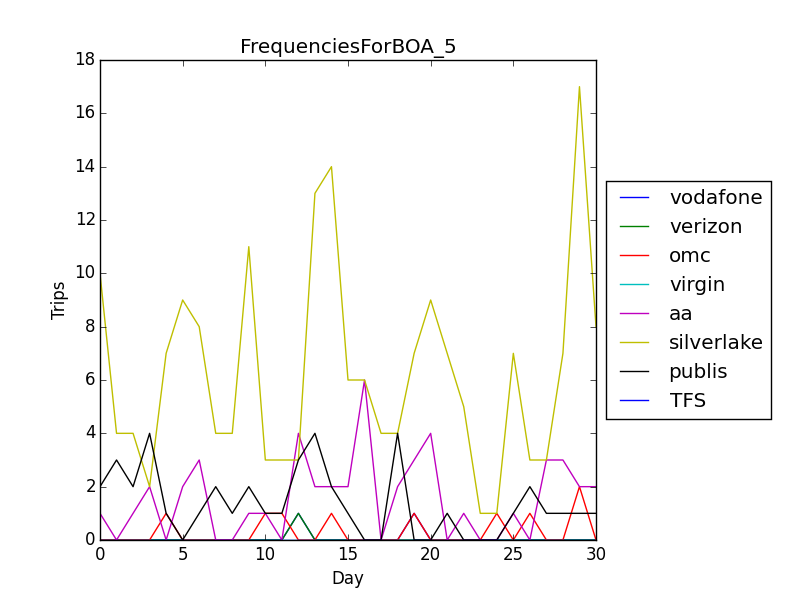 FrequenciesForBOA_5
18
16
14
12
10
8
6
4
2
0
Trips
0 5 10 15 20 25 30
Day
vodafone
verizon
omc
virgin
aa
silverlake
publis
TFS